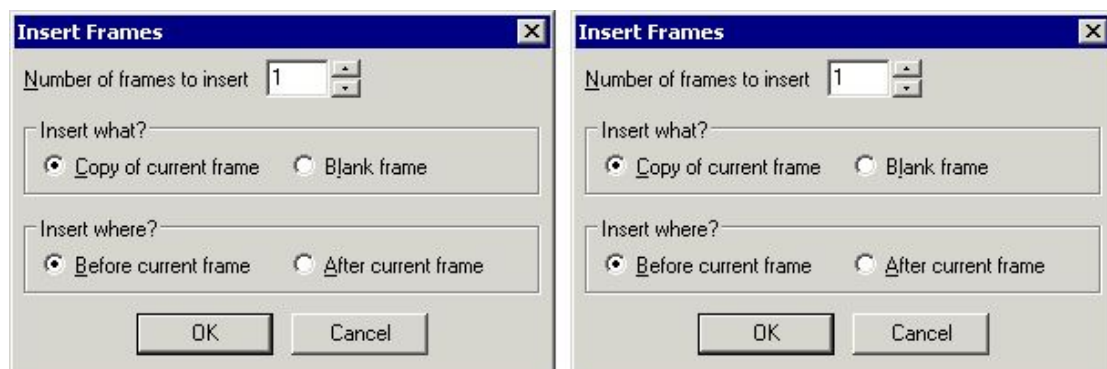 Insert Frames
Number of frames to insert 1
Insert what?
Copy of current frame Blank frame
Insert where?
Before current frame After current frame
OK Cancel
Insert Frames
Number of frames to insert 1
Insert what?
Copy of current frame Blank frame
Insert where?
Before current frame After current frame
OK Cancel